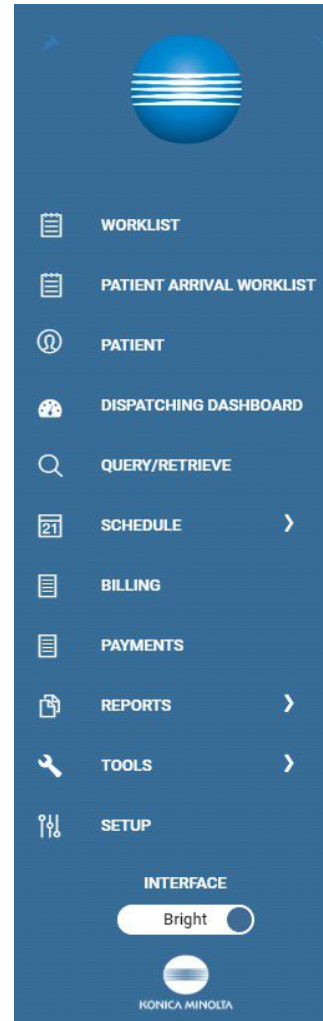 WORKLIST
PATIENT ARRIVAL WORKLIST
PATIENT
DISPATCHING DASHBOARD
QUERY/RETRIEVE
21 SCHEDULE
BILLING
PAYMENTS
REPORTS
TOOLS
SETUP
INTERFACE
Bright
KONICA MINOLTA